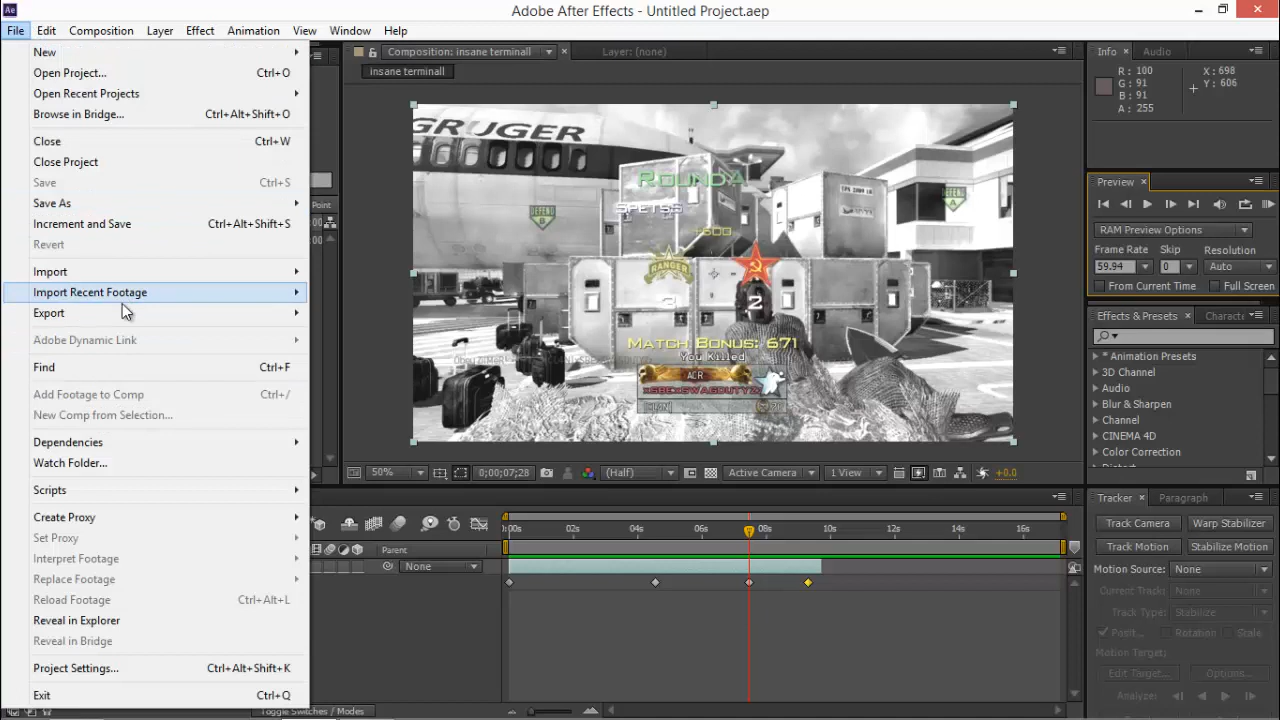 Adobe After Effects - Untitled Project.aep
File Edit Composition Layer Effect Animation View Window Help
New
Open Project... Ctrl+O
Open Recent Projects
Browse in Bridge... Ctrl+Alt+Shift+O
Close Ctrl+W
Close Project
Save Ctrl+S
Save As
Increment and Save Ctrl+Alt+Shift+S
Revert
Import
Import Recent Footage
Export
Adobe Dynamic Link
Find Ctrl+F
Add Footage to Comp Ctrl+/
New Comp from Selection...
Dependencies
Watch Folder...
Scripts
Create Proxy
Set Proxy
Interpret Footage
Replace Footage
Reload Footage Ctrl+Alt+L
Reveal in Explorer
Reveal in Bridge
Project Settings... Ctrl+Alt+Shift+K
Exit Ctrl+Q
Point
Toggle Switches / Modes
Composition: insane terminall
Layer: (none)
insane terminall
GRUGER
DEFEND
B
DEFEND
A
+600
RANGER
3
2
Match Bonus: 671
You Killed
ACR
50% 0;00;07;28 (Half) Active Camera 1 View +0.0
Parent
None
:00s 02s 04s 06s 08s 10s 12s 14s 16s
Info Audio
R: 100
G: 91
B: 91
A: 255
X: 698
Y: 606
Preview
RAM Preview Options
Frame Rate Skip Resolution
59.94 0 Auto
From Current Time Full Screen
Effects & Presets Characte
* Animation Presets
3D Channel
Audio
Blur & Sharpen
Channel
CINEMA 4D
Color Correction
Tracker Paragraph
Track Camera Warp Stabilizer
Track Motion Stabilize Motion
Motion Source: None
Current Track: None
Track Type: Stabilize
Posit... Rotation Scale
Motion Target:
Edit Target... Options...
Analyze: